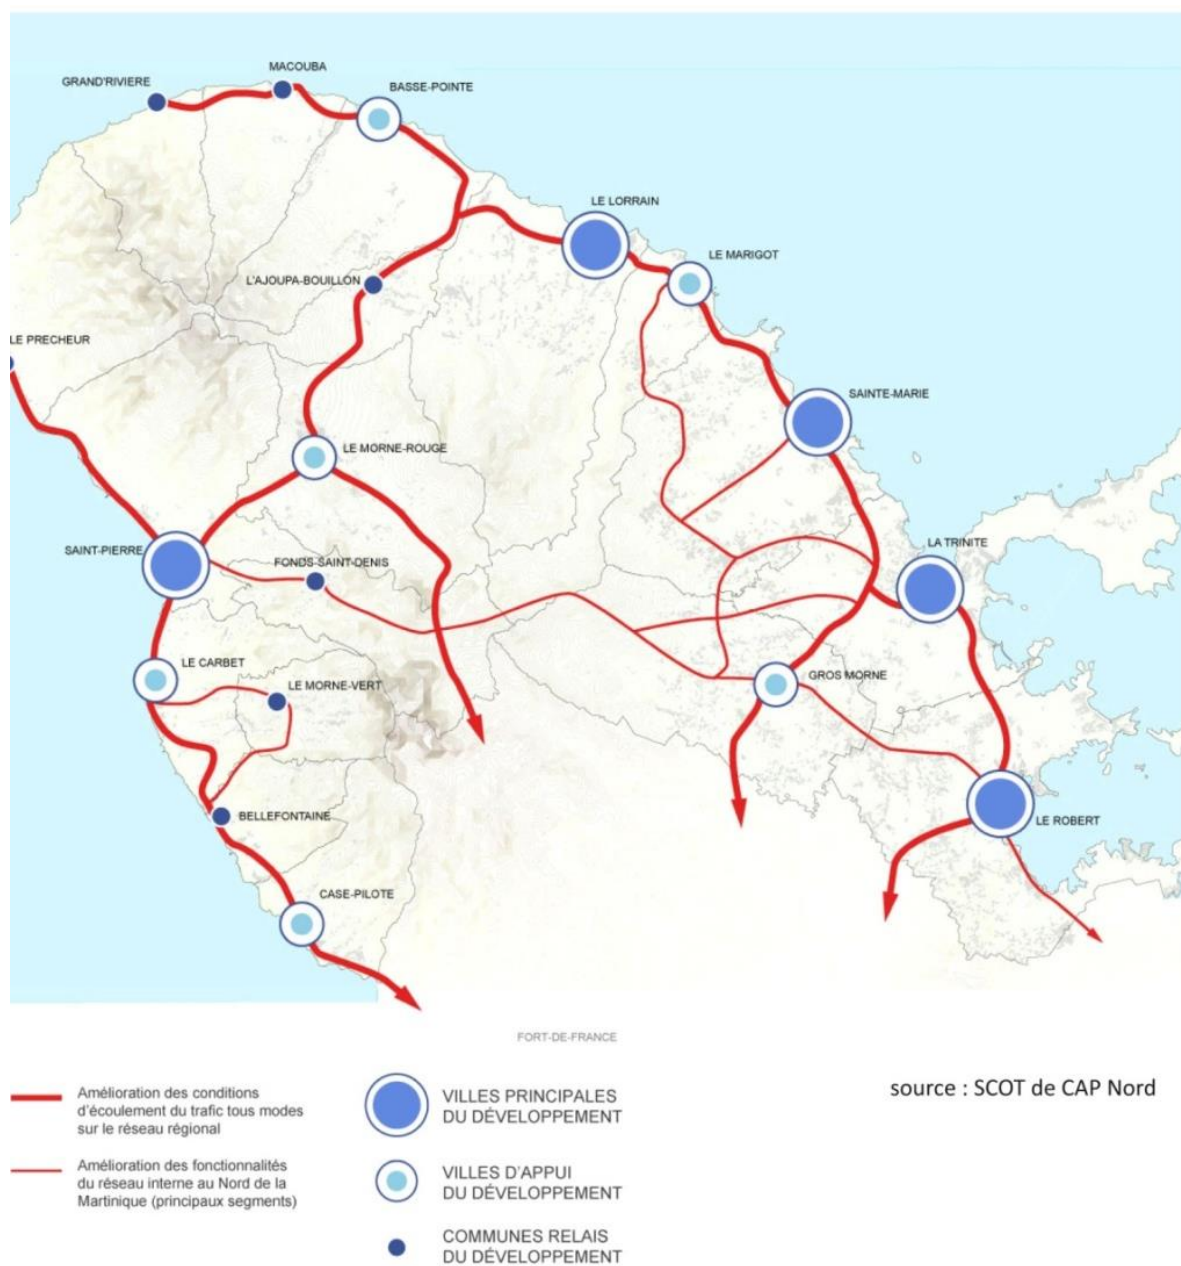 MACOUBA
GRAND'RIVIERE
BASSE-POINTE
LE LORRAIN
LE MARIGOT
L'AJOUPA-BOUILLON
LE PRECHEUR
SAINTE-MARIE
LE MORNE-ROUGE
LA TRINITE
SAINT-PIERRE
FONDS-SAINT-DENIS
LE CARBET
LE MORNE-VERT
GROS MORNE
BELLEFONTAINE
LE ROBERT
CASE-PILOTE
FORT-DE-FRANCE
Amélioration des conditions
d'écoulement du trafic tous modes
sur le réseau régional
Amélioration des fonctionnalités
du réseau interne au Nord de la
Martinique (principaux segments)
VILLES PRINCIPALES
DU DÉVELOPPEMENT
VILLES D'APPUI
DU DÉVELOPPEMENT
COMMUNES RELAIS
DU DÉVELOPPEMENT
source : SCOT de CAP Nord